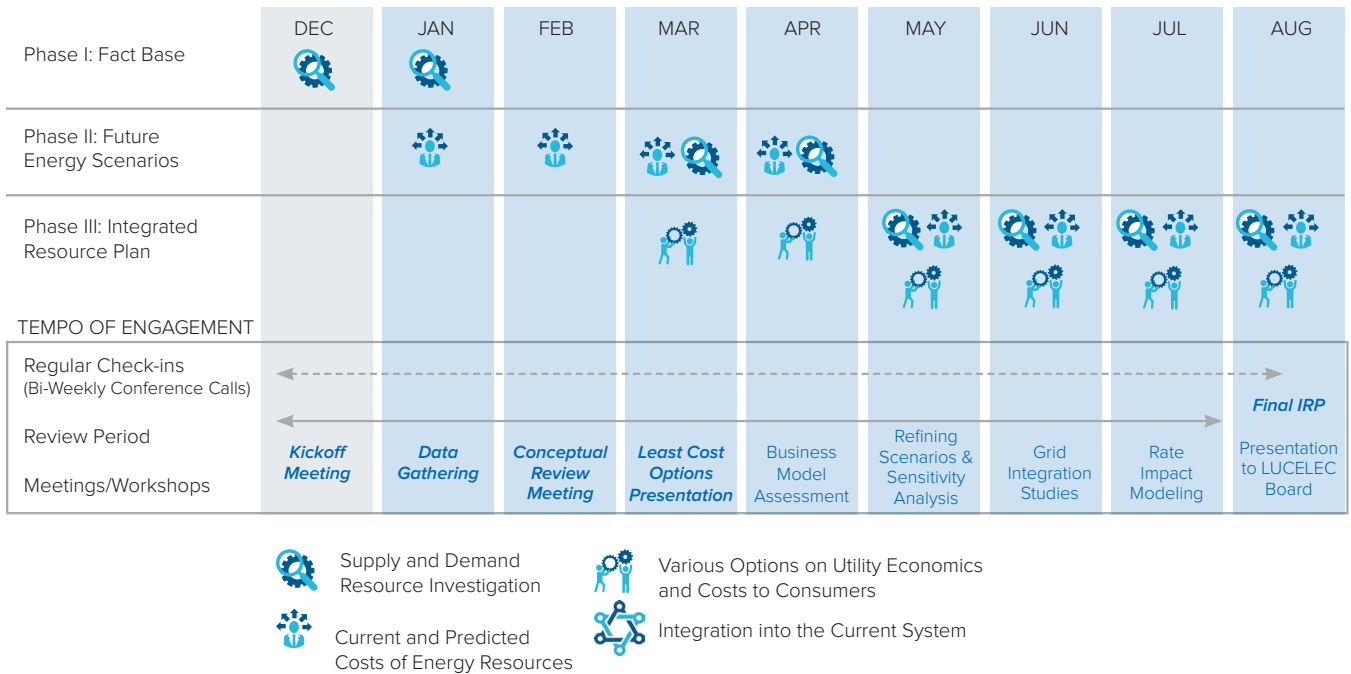 DEC
JAN
FEB
MAR
APR
MAY
JUN
JUL
AUG
Phase I: Fact Base
Phase II: Future
Energy Scenarios
Phase III: Integrated
Resource Plan
TEMPO OF ENGAGEMENT
Regular Check-ins
(Bi-Weekly Conference Calls)
Review Period
Meetings/Workshops
Kickoff
Meeting
Data
Gathering
Conceptual
Review
Meeting
Least Cost
Options
Presentation
Business
Model
Assessment
Refining
Scenarios &
Sensitivity
Analysis
Grid
Integration
Studies
Rate
Impact
Modeling
Final IRP
Presentation
to LUCELEC
Board
Supply and Demand
Resource Investigation
Current and Predicted
Costs of Energy Resources
Various Options on Utility Economics
and Costs to Consumers
Integration into the Current System